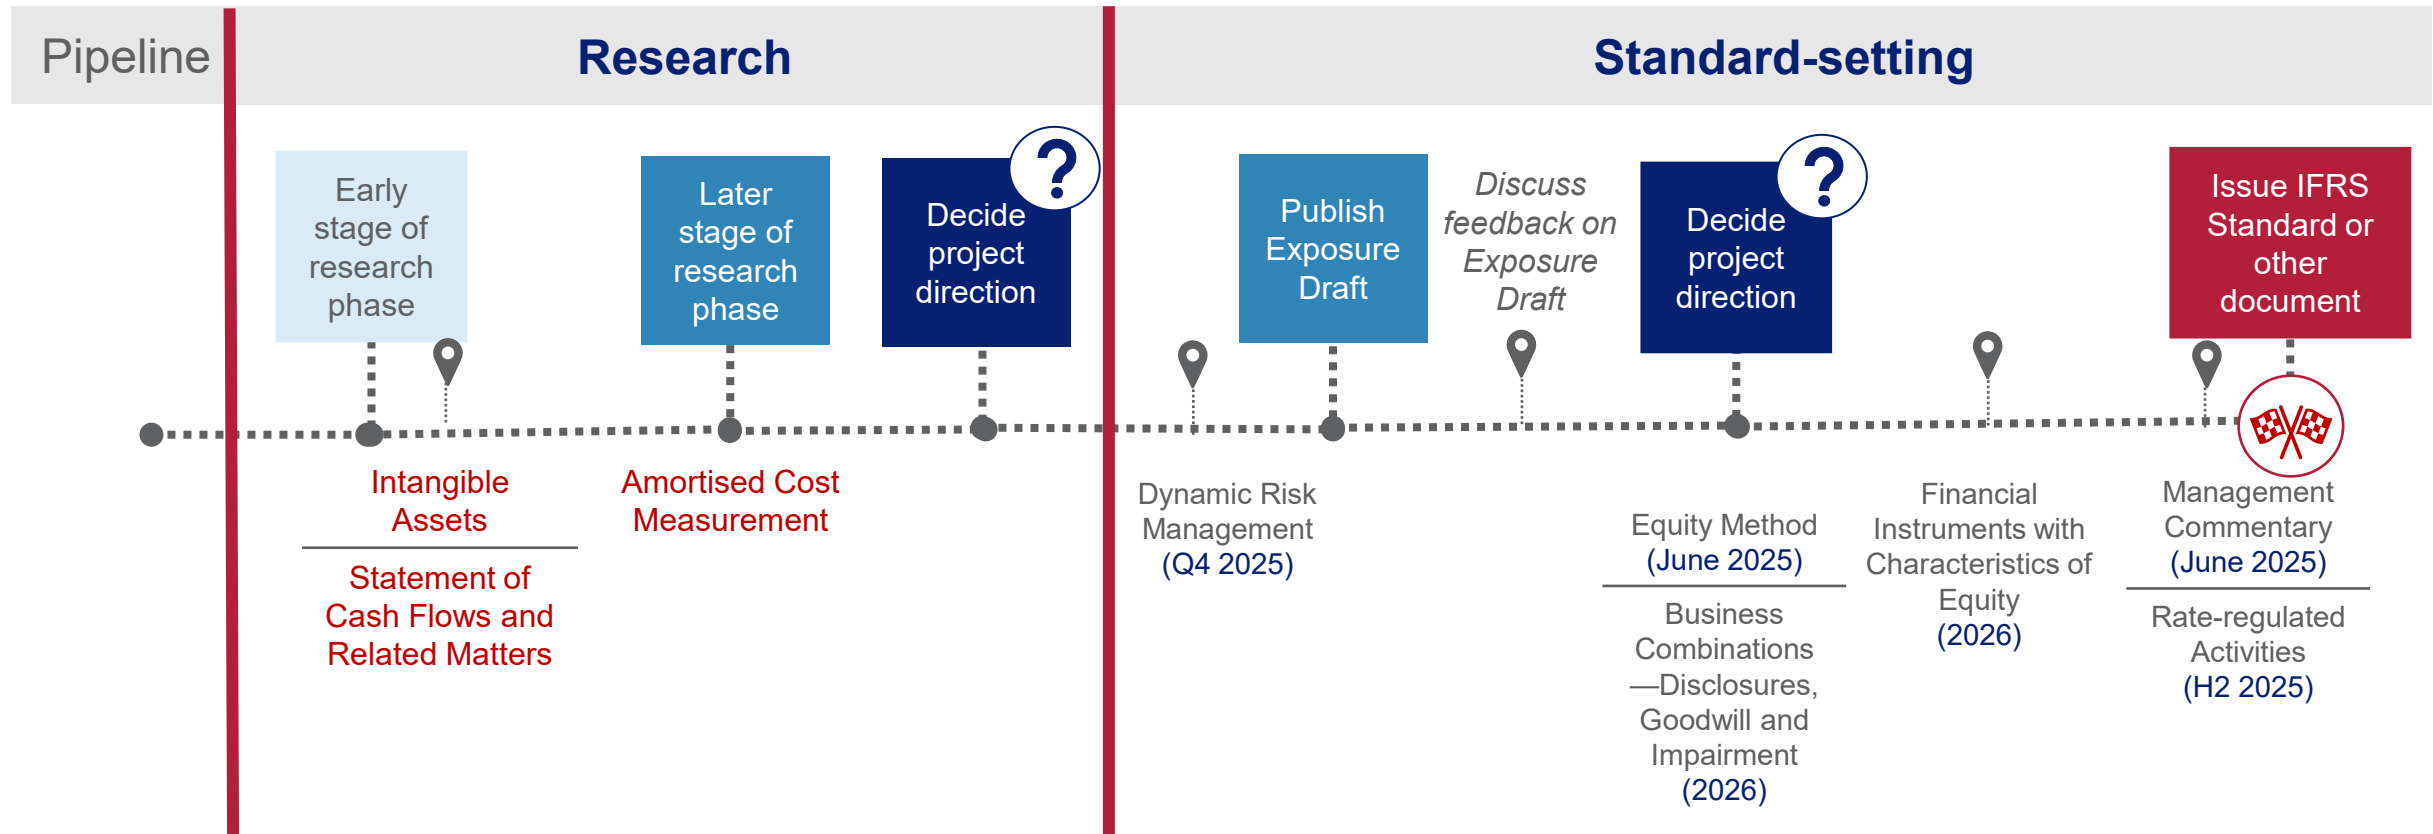 Pipeline
Research
Standard-setting
Early
stage of
research
phase
Later
stage of
research
phase
Decide
project
direction
?
Publish
Exposure
Draft
Discuss
feedback on
Exposure
Draft
Decide
project
direction
?
Issue IFRS
Standard or
other
document
Intangible
Assets
Statement of
Cash Flows and
Related Matters
Amortised Cost
Measurement
Dynamic Risk
Management
(Q4 2025)
Equity Method
(June 2025)
Business
Combinations
—Disclosures,
Goodwill and
Impairment
(2026)
Financial
Instruments with
Characteristics of
Equity
(2026)
Management
Commentary
(June 2025)
Rate-regulated
Activities
(H2 2025)